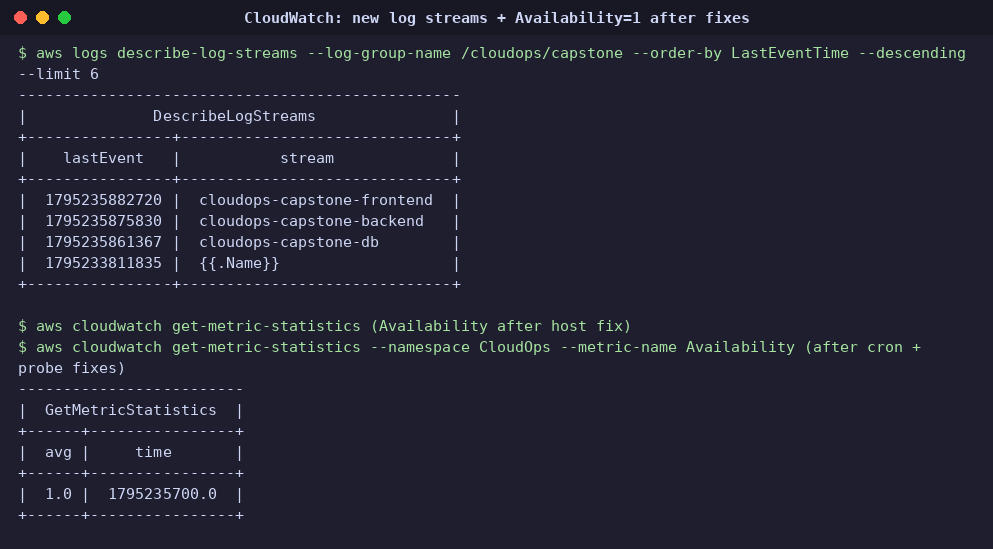 CloudWatch: new log streams + Availability=1 after fixes
$ aws logs describe-log-streams --log-group-name /cloudops/capstone --order-by LastEventTime --descending
--limit 6
-------------------------------------------------
|              DescribeLogStreams               |
+----------------+------------------------------+
|    lastEvent   |           stream             |
+----------------+------------------------------+
|  1795235882720 |  cloudops-capstone-frontend  |
|  1795235875830 |  cloudops-capstone-backend   |
|  1795235861367 |  cloudops-capstone-db        |
|  1795233811835 |  {{.Name}}                   |
+----------------+------------------------------+
$ aws cloudwatch get-metric-statistics (Availability after host fix)
$ aws cloudwatch get-metric-statistics --namespace CloudOps --metric-name Availability (after cron +
probe fixes)
-------------------------
|  GetMetricStatistics  |
+------+----------------+
|  avg |     time       |
+------+----------------+
|  1.0 |  1795235700.0  |
+------+----------------+